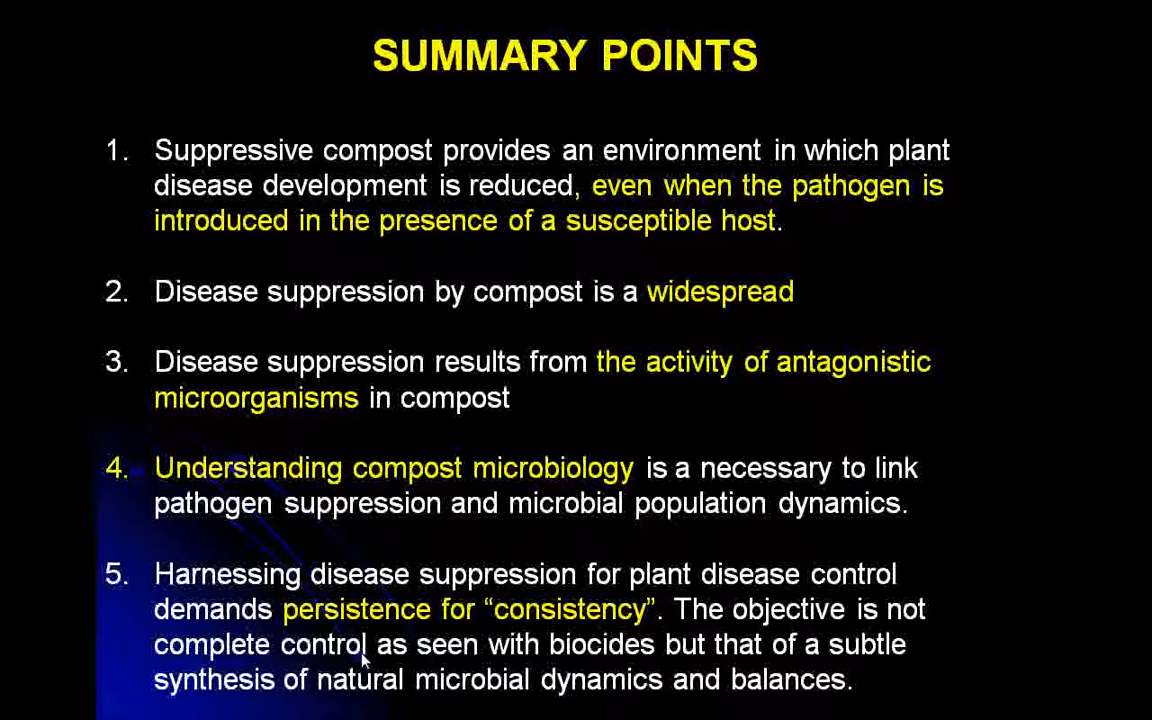 SUMMARY POINTS
1. Suppressive compost provides an environment in which plant
disease development is reduced, even when the pathogen is
introduced in the presence of a susceptible host.
2. Disease suppression by compost is a widespread
3. Disease suppression results from the activity of antagonistic
microorganisms in compost
4. Understanding compost microbiology is a necessary to link
pathogen suppression and microbial population dynamics.
5. Harnessing disease suppression for plant disease control
demands persistence for “consistency”. The objective is not
complete control as seen with biocides but that of a subtle
synthesis of natural microbial dynamics and balances.